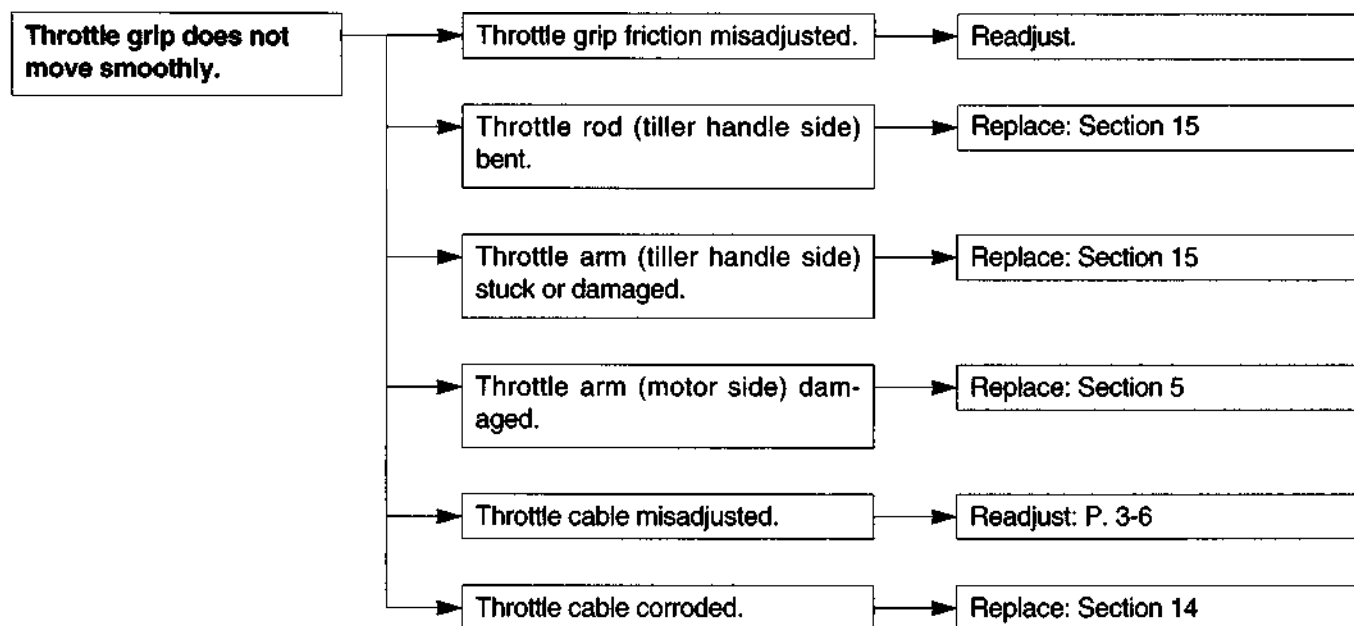 Throttle grip does not
move smoothly.
Throttle grip friction misadjusted.
Readjust.
Throttle rod (tiller handle side)
bent.
Replace: Section 15
Throttle arm (tiller handle side)
stuck or damaged.
Replace: Section 15
Throttle arm (motor side) dam-
aged.
Replace: Section 5
Throttle cable misadjusted.
Readjust: P. 3-6
Throttle cable corroded.
Replace: Section 14